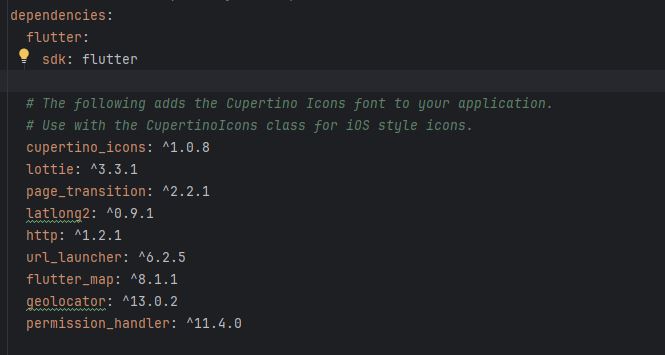 dependencies:
  flutter:
    sdk: flutter
  # The following adds the Cupertino Icons font to your application.
  # Use with the CupertinoIcons class for iOS style icons.
  cupertino_icons: ^1.0.8
  lottie: ^3.3.1
  page_transition: ^2.2.1
  latlong2: ^0.9.1
  http: ^1.2.1
  url_launcher: ^6.2.5
  flutter_map: ^8.1.1
  geolocator: ^13.0.2
  permission_handler: ^11.4.0